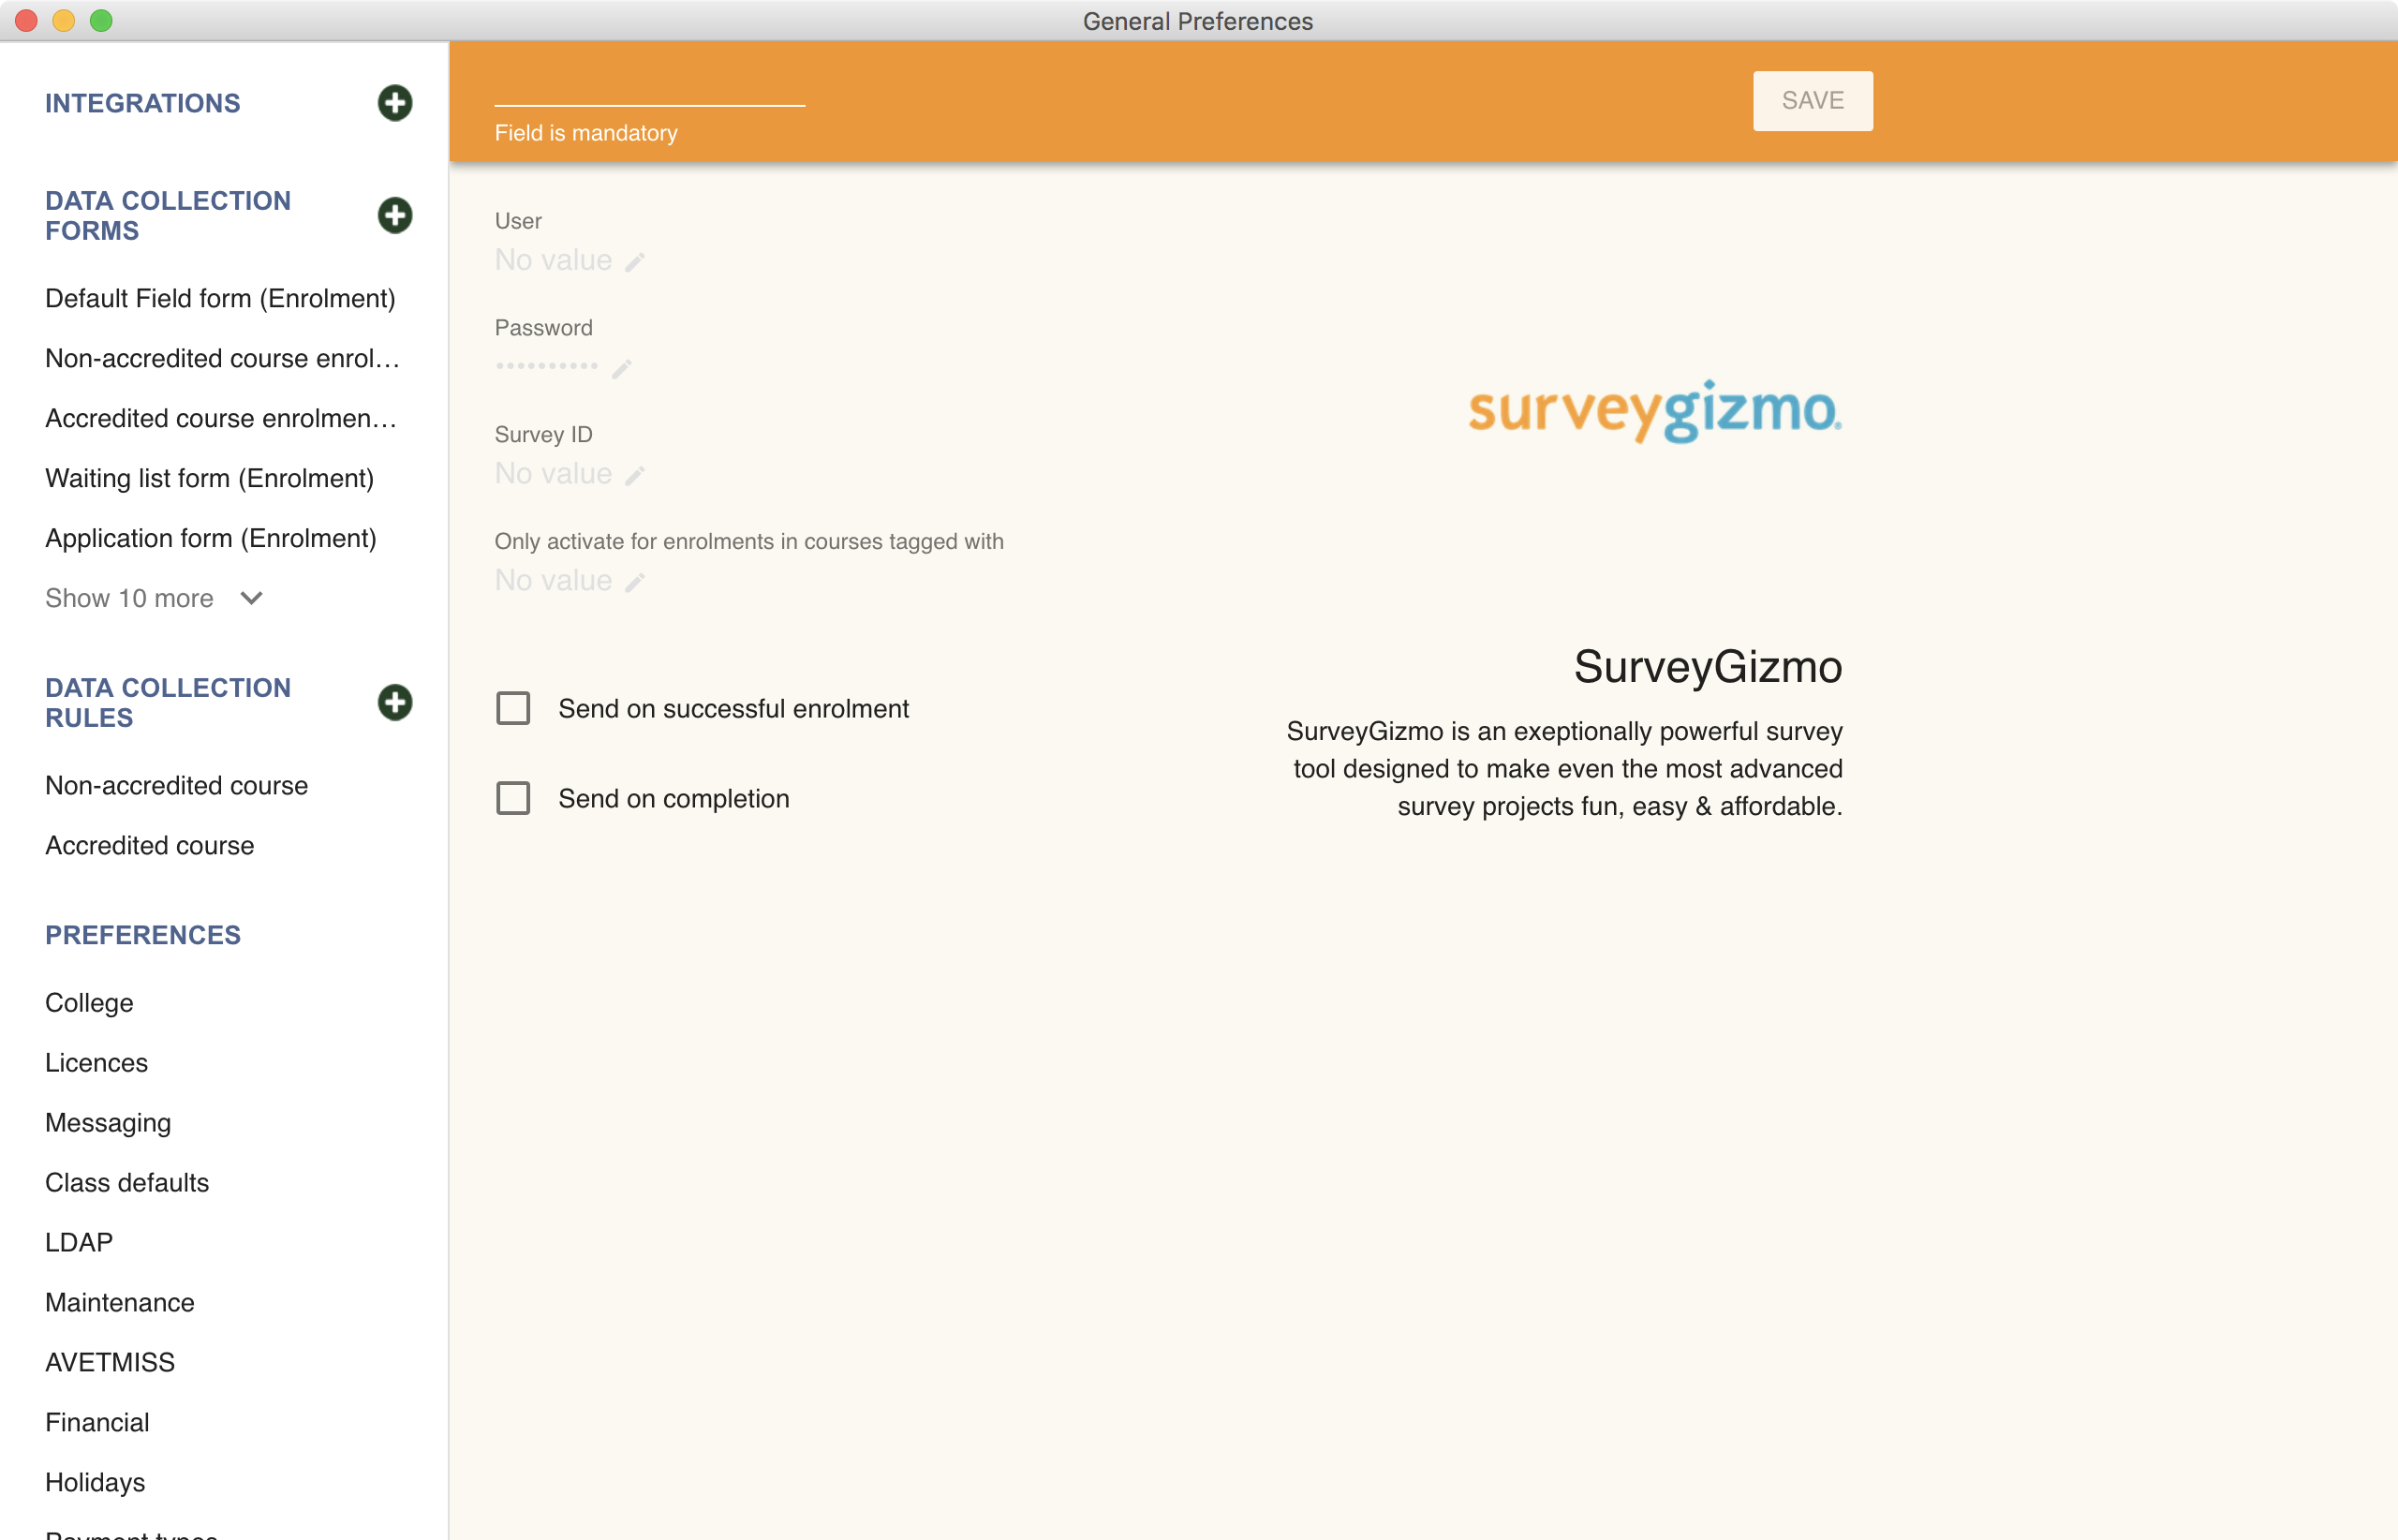 General Preferences
INTEGRATIONS
DATA COLLECTION
FORMS
Default Field form (Enrolment)
Non-accredited course enrol…
Accredited course enrolmen…
Waiting list form (Enrolment)
Application form (Enrolment)
Show 10 more
DATA COLLECTION
RULES
Non-accredited course
Accredited course
PREFERENCES
College
Licences
Messaging
Class defaults
LDAP
Maintenance
AVETMISS
Financial
Holidays
Payment types
Field is mandatory
SAVE
User
No value
Password
••••••••••
Survey ID
No value
Only activate for enrolments in courses tagged with
No value
Send on successful enrolment
Send on completion
surveygizmo
SurveyGizmo
SurveyGizmo is an exeptionally powerful survey
tool designed to make even the most advanced
survey projects fun, easy & affordable.